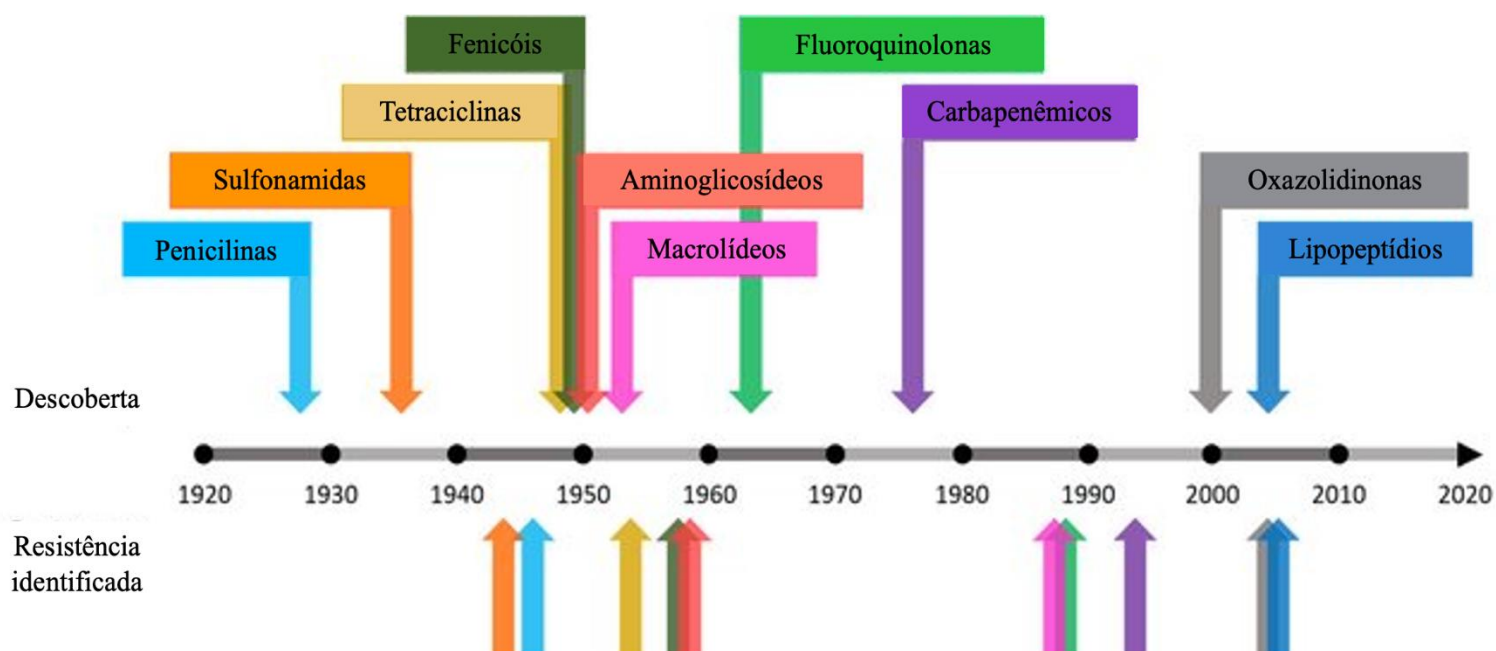 Fenicóis
Fluoroquinolonas
Tetraciclinas
Carbapenêmicos
Sulfonamidas
Aminoglicosídeos
Oxazolidinonas
Penicilinas
Macrolídeos
Lipopeptídios
Descoberta
1920 1930 1940 1950 1960 1970 1980 1990 2000 2010 2020
Resistência
identificada